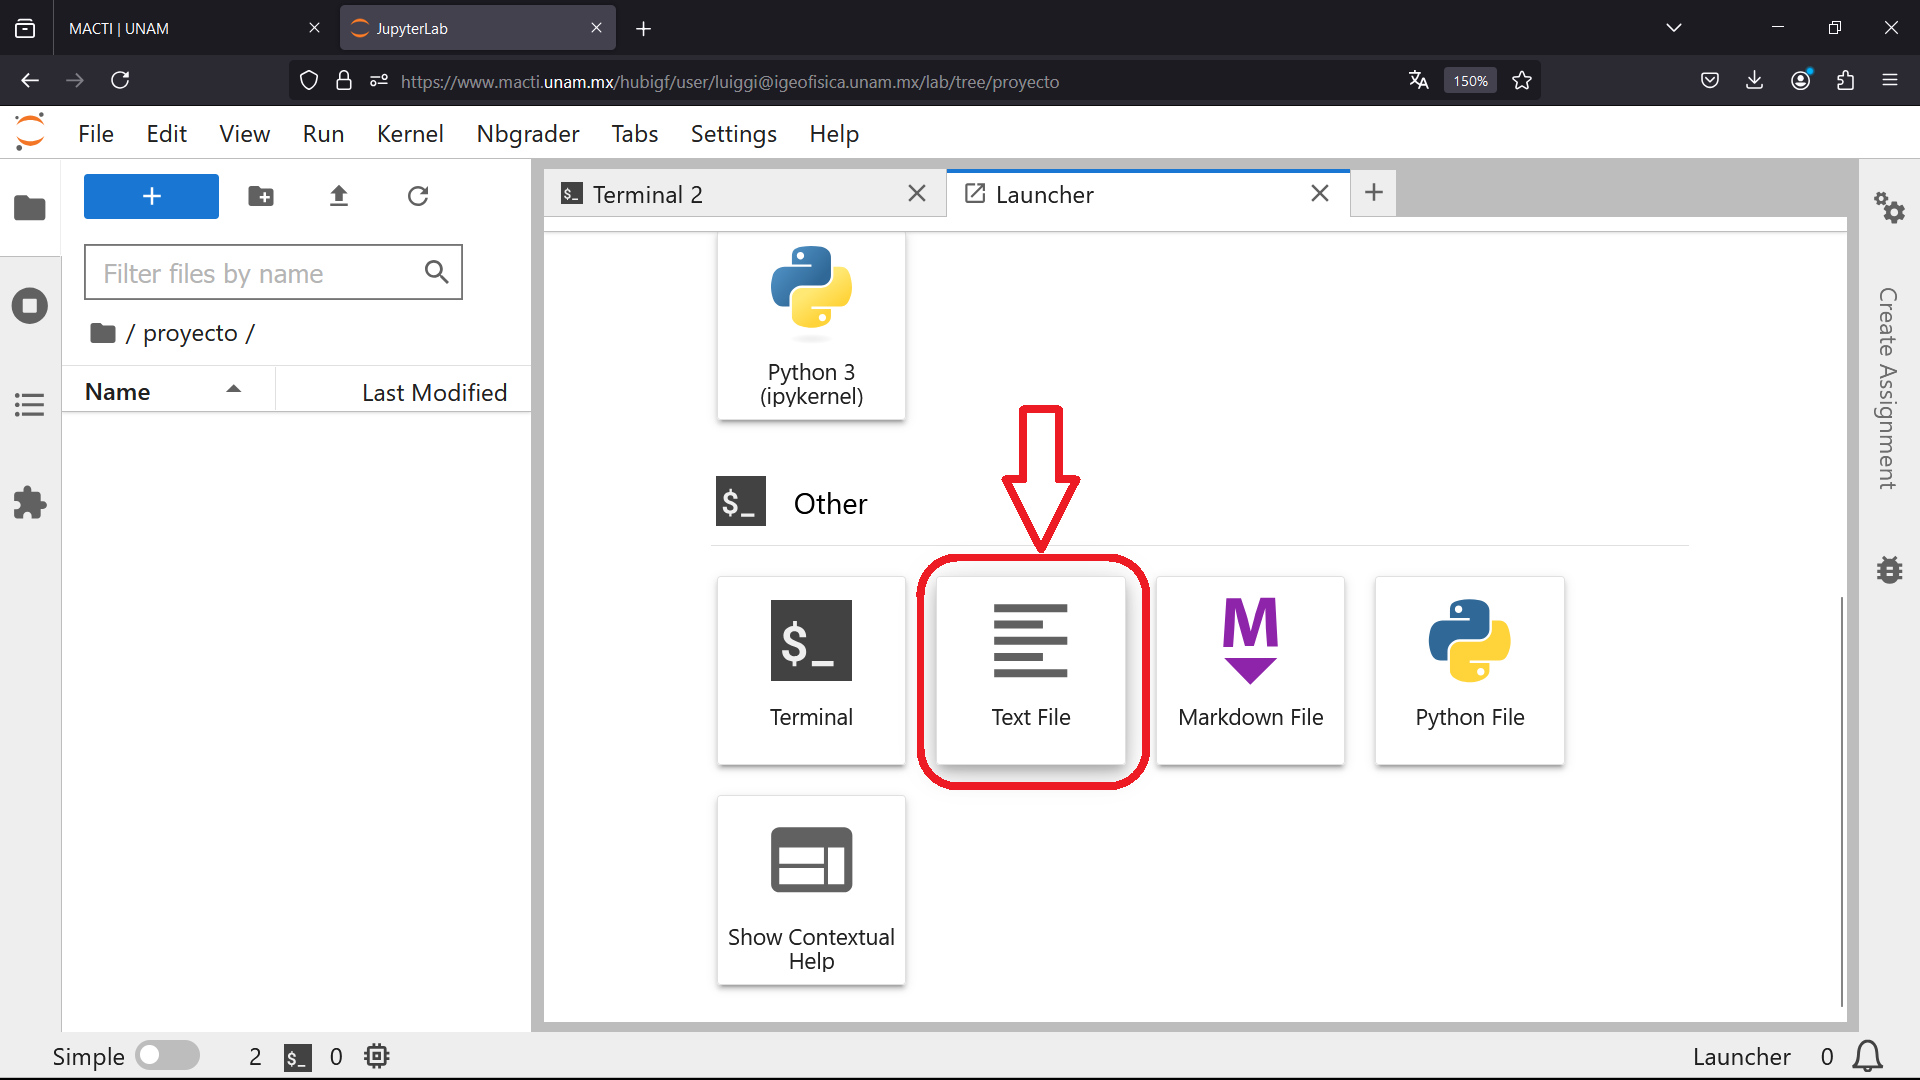 MACTI | UNAM
JupyterLab
https://www.macti.unam.mx/hubigf/user/luiggi@igeofisica.unam.mx/lab/tree/proyecto
150%
File Edit View Run Kernel Nbgrader Tabs Settings Help
+
Filter files by name
/ proyecto /
Name Last Modified
$_ Terminal 2
Launcher
Python 3
(ipykernel)
$_ Other
$_
Terminal
Text File
M
Markdown File
Python File
Show Contextual
Help
Create Assignment
Simple 2 $_ 0
Launcher 0